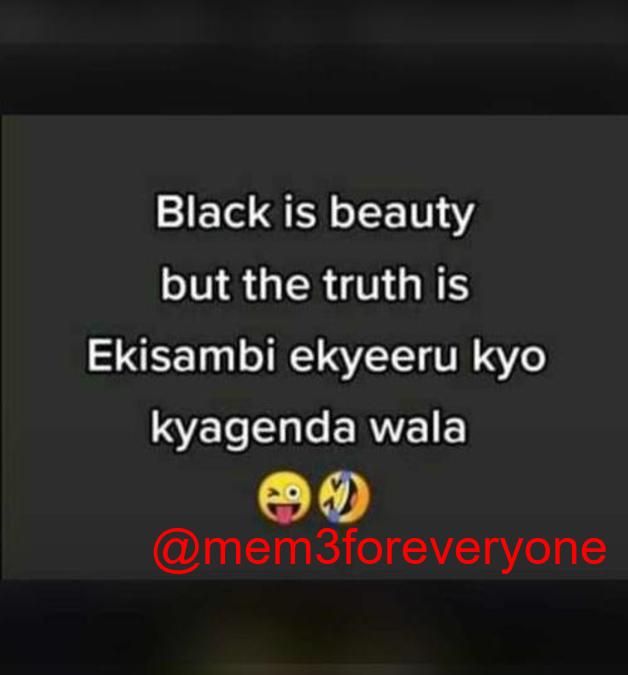 Black is beauty
but the truth is
Ekisambi ekyeeru kyo
kyagenda wala
😜🤣
@mem3foreveryone